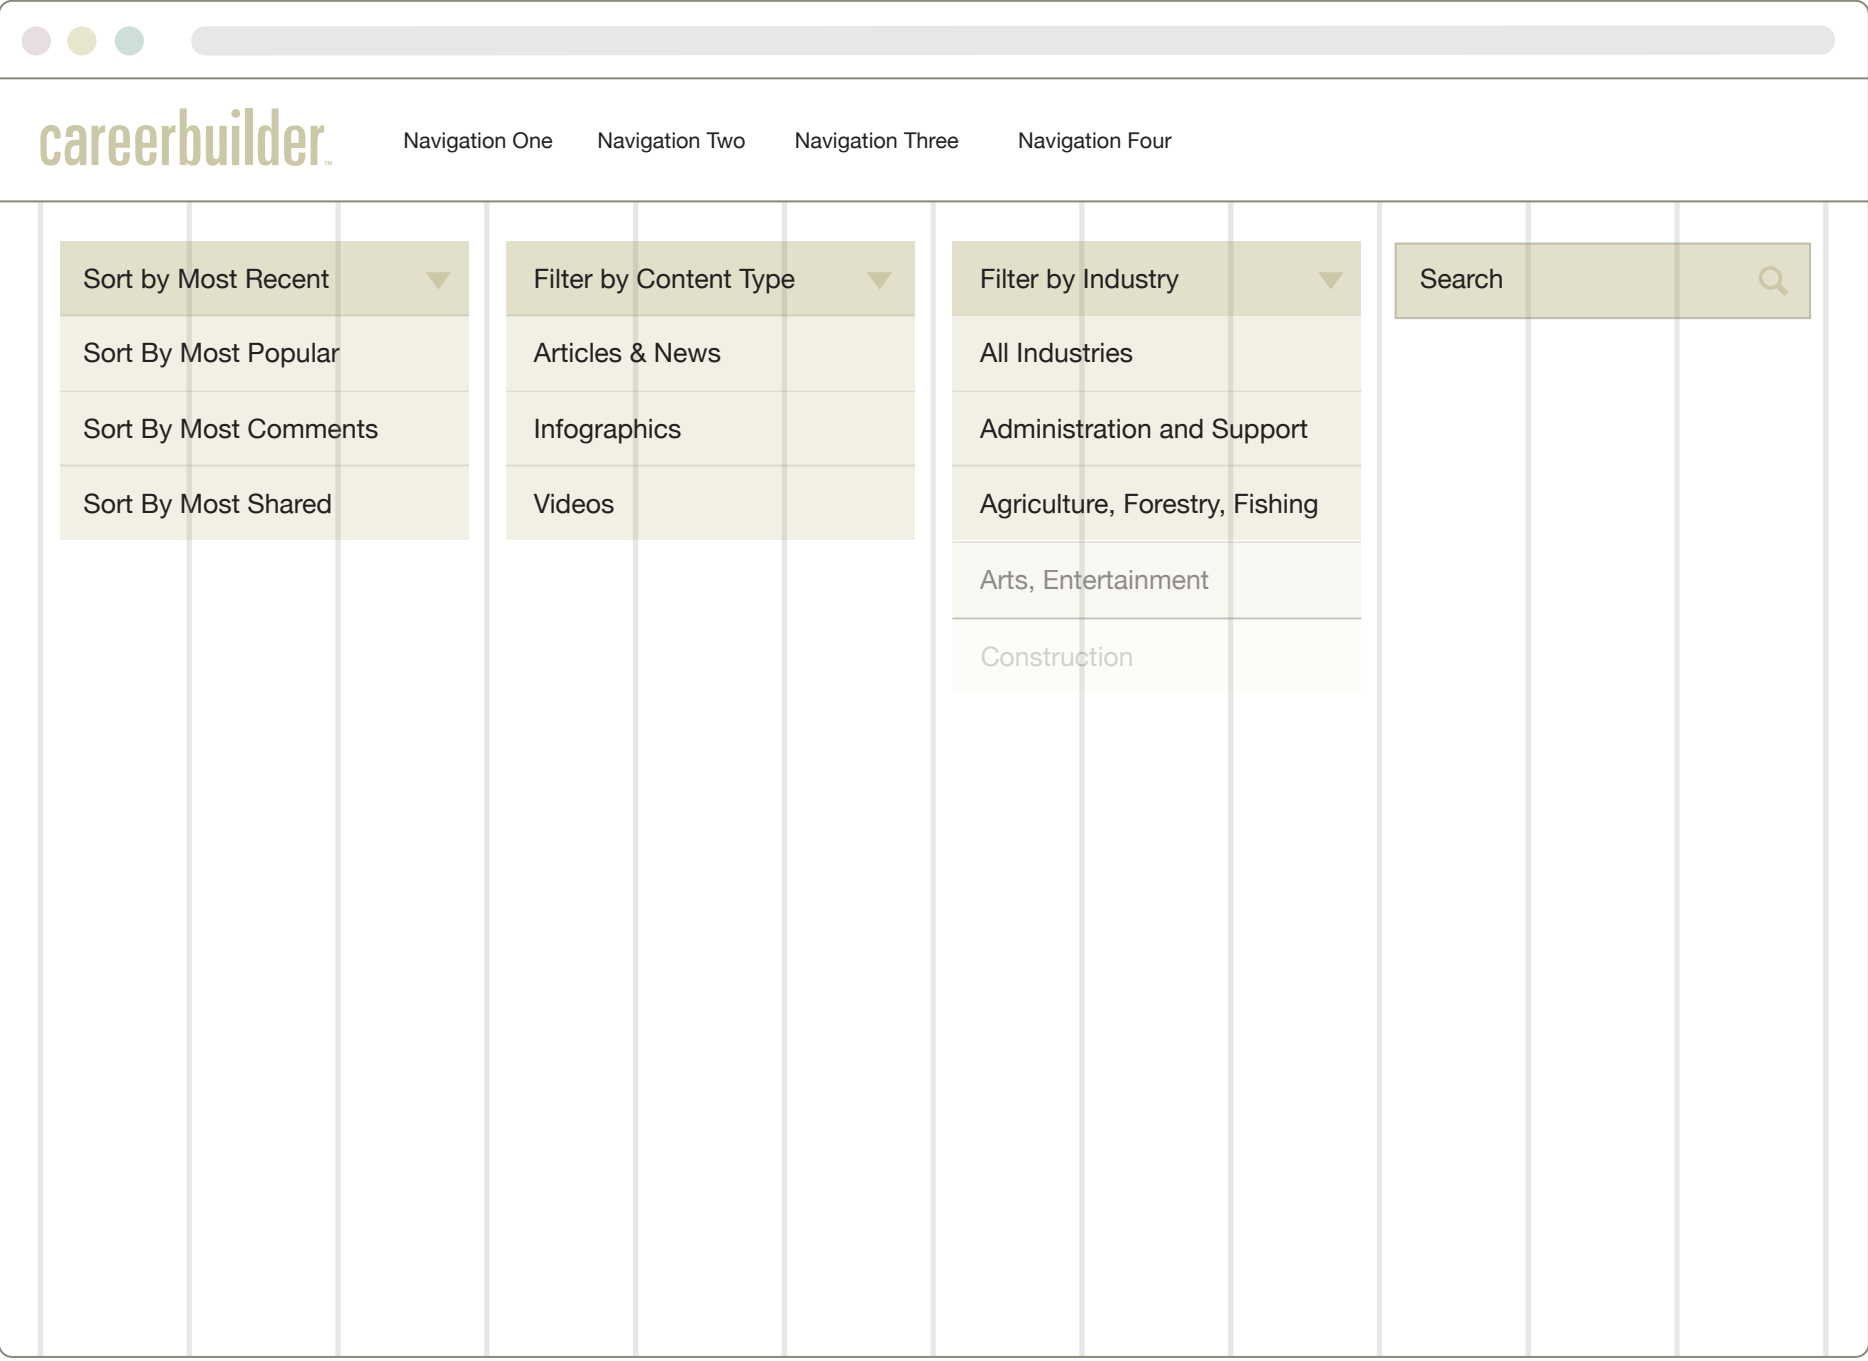 careerbuilder™
Navigation One
Navigation Two
Navigation Three
Navigation Four
Sort by Most Recent
Sort By Most Popular
Sort By Most Comments
Sort By Most Shared
Filter by Content Type
Articles & News
Infographics
Videos
Filter by Industry
All Industries
Administration and Support
Agriculture, Forestry, Fishing
Arts, Entertainment
Construction
Search